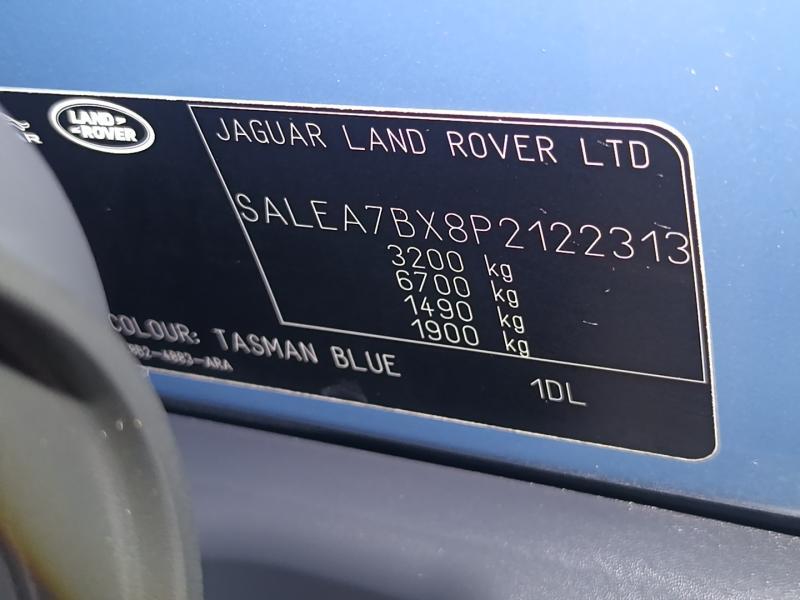 LAND ROVER
JAGUAR LAND ROVER LTD
SALEA7BX8P2122313
3200 kg
6700 kg
1490 kg
1900 kg
COLOUR: TASMAN BLUE
1DL